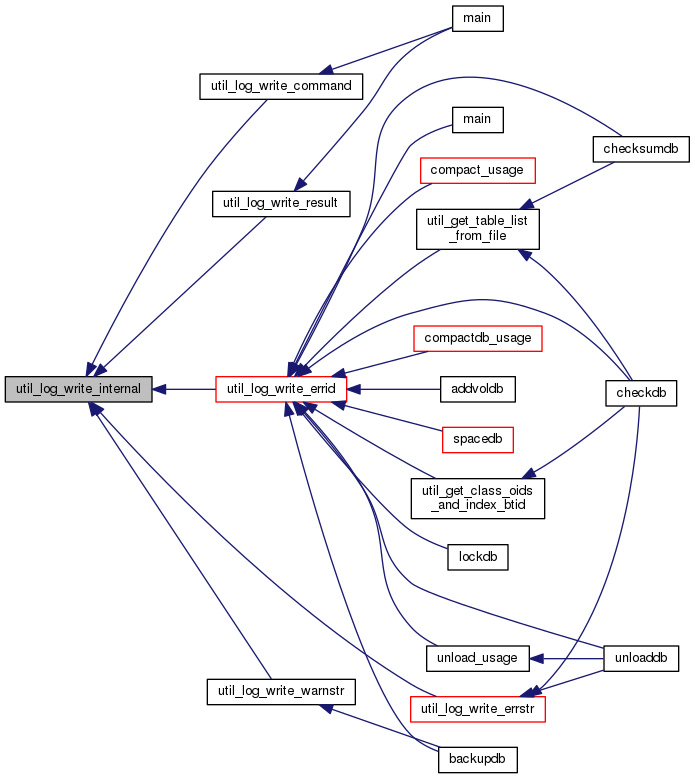 main
util_log_write_command
main
checksumdb
compact_usage
util_log_write_result
util_get_table_list
_from_file
compactdb_usage
util_log_write_internal
util_log_write_errid
addvoldb
checkdb
spacedb
util_get_class_oids
_and_index_btid
lockdb
unload_usage
unloaddb
util_log_write_warnstr
util_log_write_errstr
backupdb